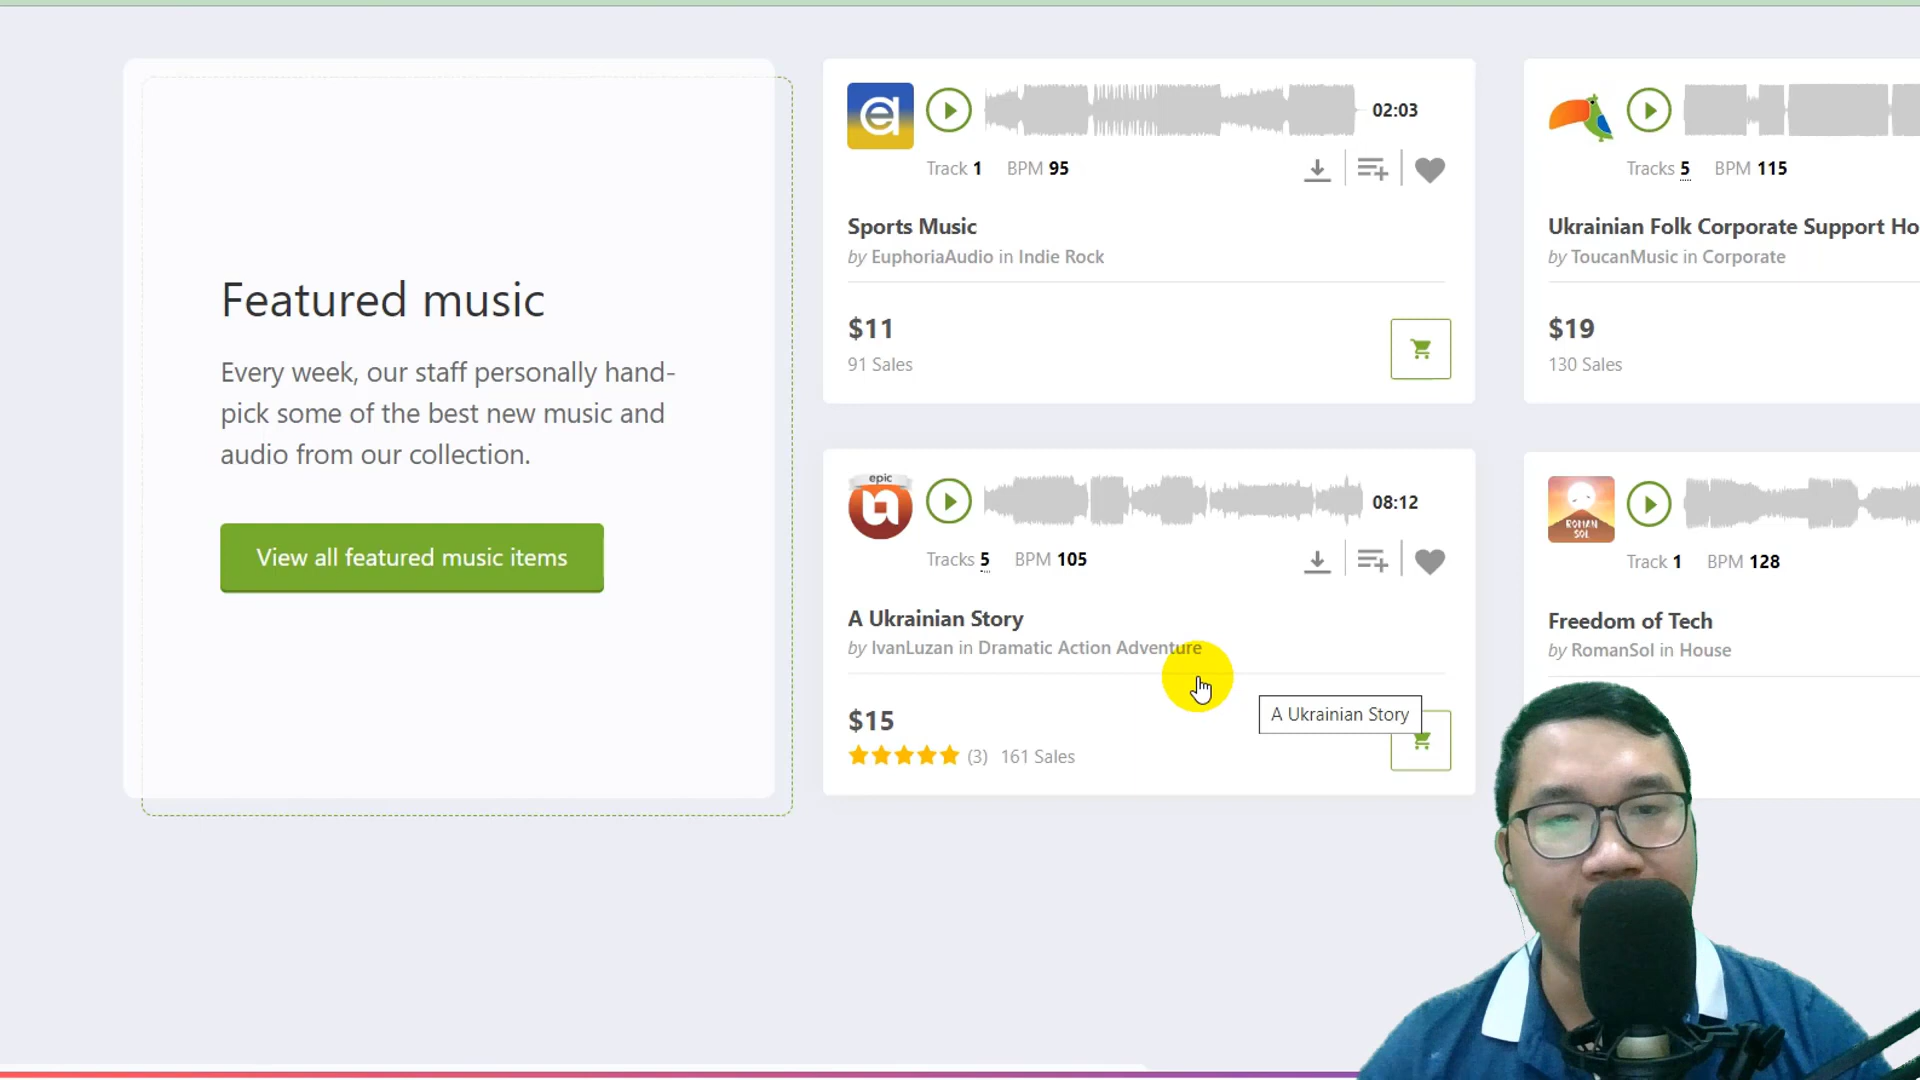 Featured music
Every week, our staff personally hand-
pick some of the best new music and
audio from our collection.
View all featured music items
02:03
Track 1 BPM 95
Sports Music
by EuphoriaAudio in Indie Rock
$11
91 Sales
Tracks 5 BPM 115
Ukrainian Folk Corporate Support Ho
by ToucanMusic in Corporate
$19
130 Sales
epic
08:12
Tracks 5 BPM 105
A Ukrainian Story
by IvanLuzan in Dramatic Action Adventure
A Ukrainian Story
$15
(3) 161 Sales
ROMAN
SOL
Track 1 BPM 128
Freedom of Tech
by RomanSol in House